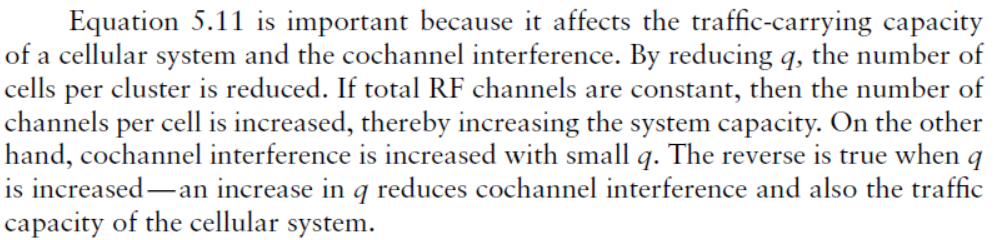 Equation 5.11 is important because it affects the traffic-carrying capacity
of a cellular system and the cochannel interference. By reducing q, the number of
cells per cluster is reduced. If total RF channels are constant, then the number of
channels per cell is increased, thereby increasing the system capacity. On the other
hand, cochannel interference is increased with small q. The reverse is true when q
is increased—an increase in q reduces cochannel interference and also the traffic
capacity of the cellular system.